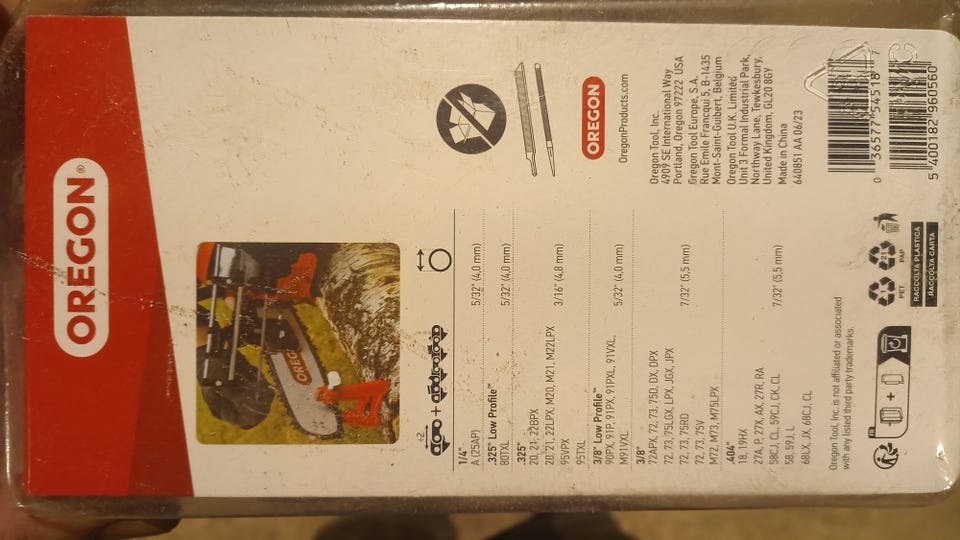 OREGON®
OREGON
÷2
1/4"
A (25AP) 5/32" (4,0 mm)
.325" Low Profile™
80TXL 5/32" (4,0 mm)
.325"
20, 21, 22BPX
20, 21, 22LPX, M20, M21, M22LPX 3/16" (4,8 mm)
95VPX
95TXL
3/8" Low Profile™
90PX, 91P, 91PX, 91PXL, 91VXL, 5/32" (4,0 mm)
M91VXL
3/8"
72APX, 72, 73, 75D, DX, DPX
72, 73, 75LGX, LPX, JGX, JPX
72, 73, 75RD 7/32" (5,5 mm)
72, 73, 75V
M72, M73, M75LPX
.404"
18, 19HX
27A, P, 27X, AX, 27R, RA
58CJ, CL, 59CJ, CK, CL 7/32" (5,5 mm)
58, 59J, L
68LX, JX, 68CJ, CL
Oregon Tool, Inc. is not affiliated or associated
with any listed third party trademarks.
OREGON
OregonProducts.com
Oregon Tool, Inc.
4909 SE International Way
Portland, Oregon 97222 USA
Oregon Tool Europe, S.A.
Rue Emile Francqui 5, B-1435
Mont-Saint-Guibert, Belgium
Oregon Tool U.K. Limited
Unit 3 Formal Industrial Park,
Northway Lane, Tewkesbury,
United Kingdom, GL20 8GY
Made in China
640851 AA 06/23
0 36577 54518 7
5 400182 960560
1 21
PET PAP
RACCOLTA PLASTICA
RACCOLTA CARTA
FR
+